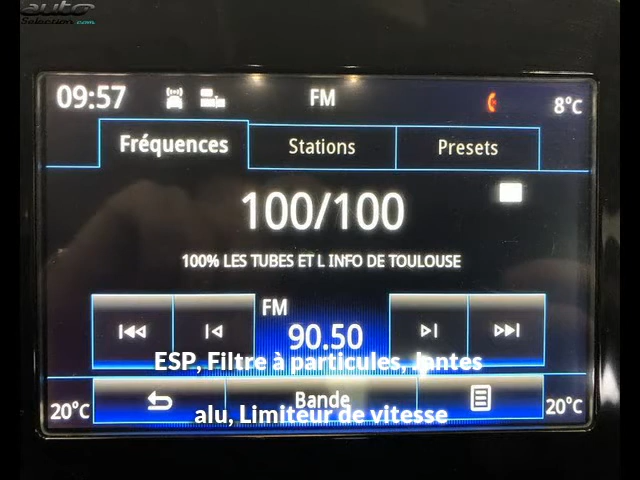 auto
Selection.com
09:57 FM 8°C
Fréquences Stations Presets
100/100
100% LES TUBES ET L INFO DE TOULOUSE
FM
90.50
ESP, Filtre à particules, Jantes
20°C Bande 20°C
alu, Limiteur de vitesse